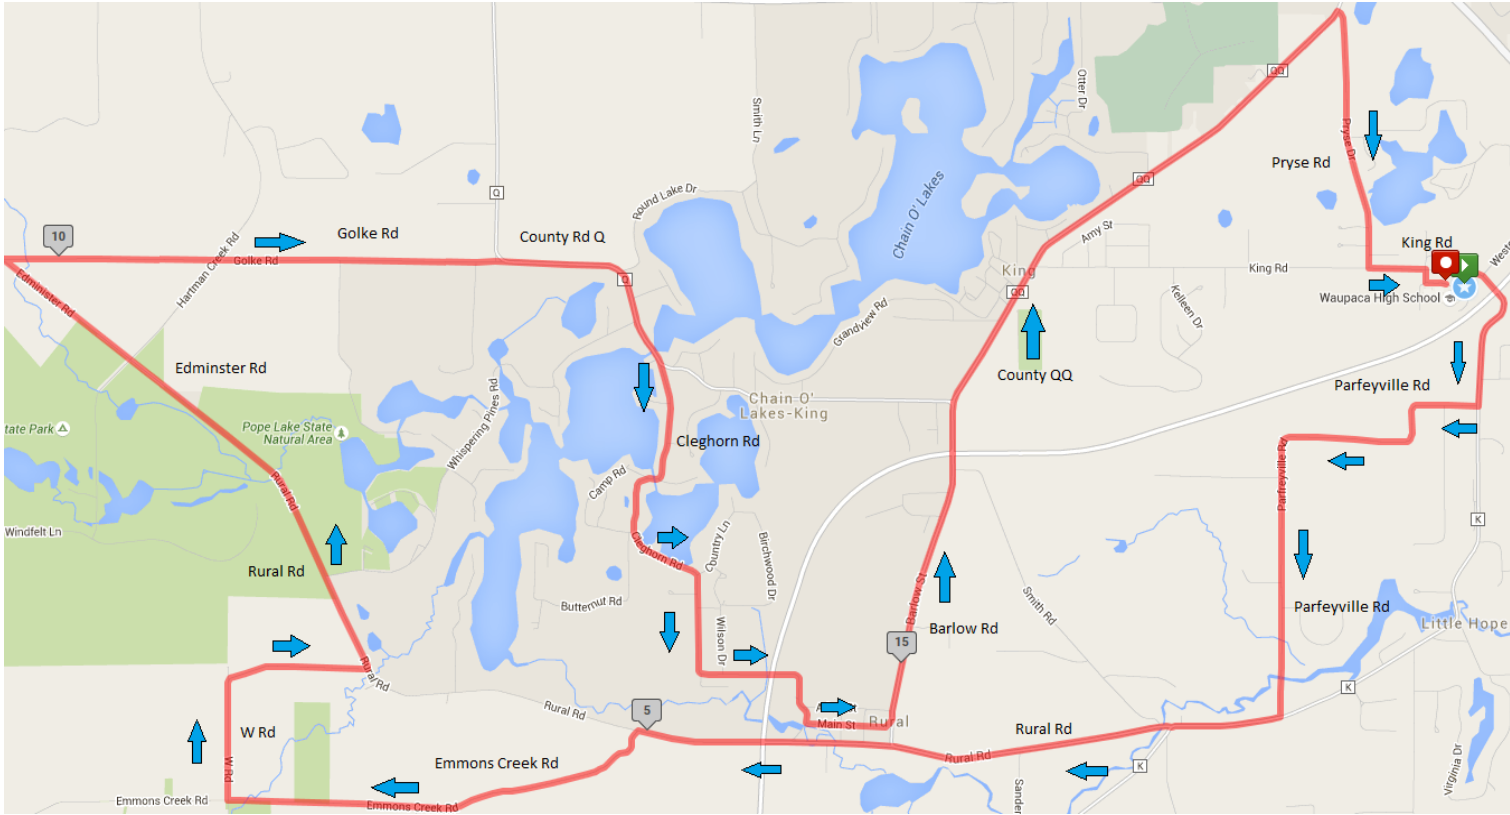 QQ
Otter Dr
Smith Ln
Pryse Dr
Pryse Rd
Q
Round Lake Dr
Chain O' Lakes
QQ
10
Golke Rd
County Rd Q
Amy St
King Rd
Golke Rd
Hartman Creek Rd
King
King Rd
Q
QQ
Waupaca High School
Edminister Rd
Kelleen Dr
Grandview Rd
Edminster Rd
County QQ
Parfeyville Rd
Whispering Pines Rd
Chain O'
Lakes-King
tate Park
Pope Lake State
Natural Area
Cleghorn Rd
Camp Rd
Rural Rd
Parfreyville Rd
Windfelt Ln
K
Country Ln
Birchwood Dr
Cleghorn Rd
Rural Rd
Butternut Rd
Barlow St
Smith Rd
Parfeyville Rd
Wilson Dr
Barlow Rd
Little Hope
15
Rural Rd
K
Rural Rd
5
Main St
Rural
W Rd
Rural Rd
Emmons Creek Rd
Rural Rd
K
W Rd
Virginia Dr
Sander
Emmons Creek Rd
Emmons Creek Rd